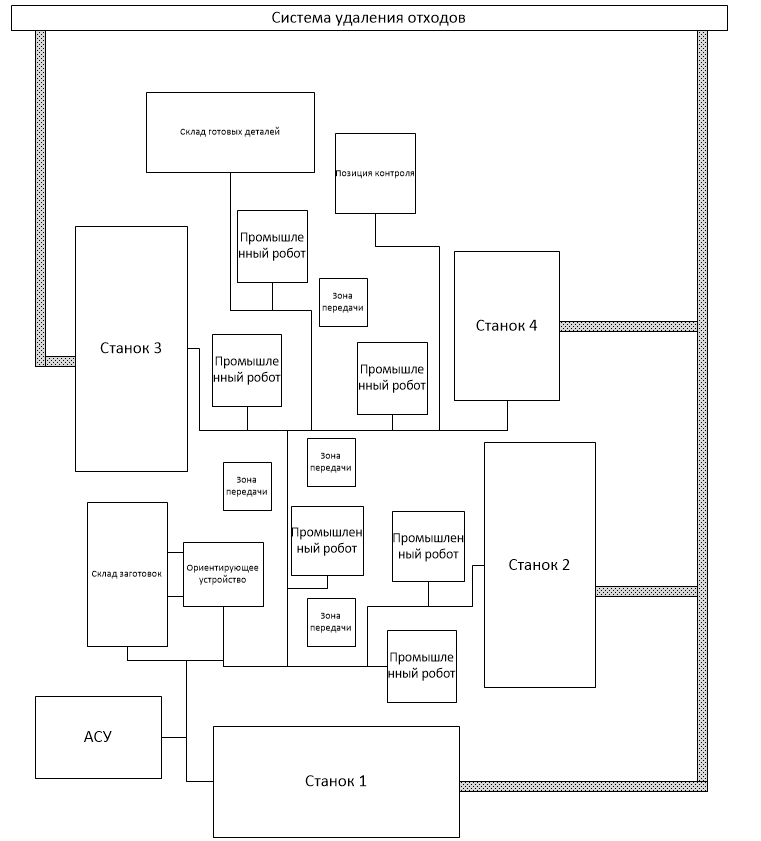 Система удаления отходов
Склад готовых деталей
Позиция контроля
Промышле
нный робот
Зона
передачи
Станок 4
Станок 3
Промышле
нный робот
Промышле
нный робот
Зона
передачи
Зона
передачи
Склад заготовок
Ориентирующее
устройство
Промышлен
ный робот
Промышлен
ный робот
Станок 2
Зона
передачи
Промышле
нный робот
АСУ
Станок 1